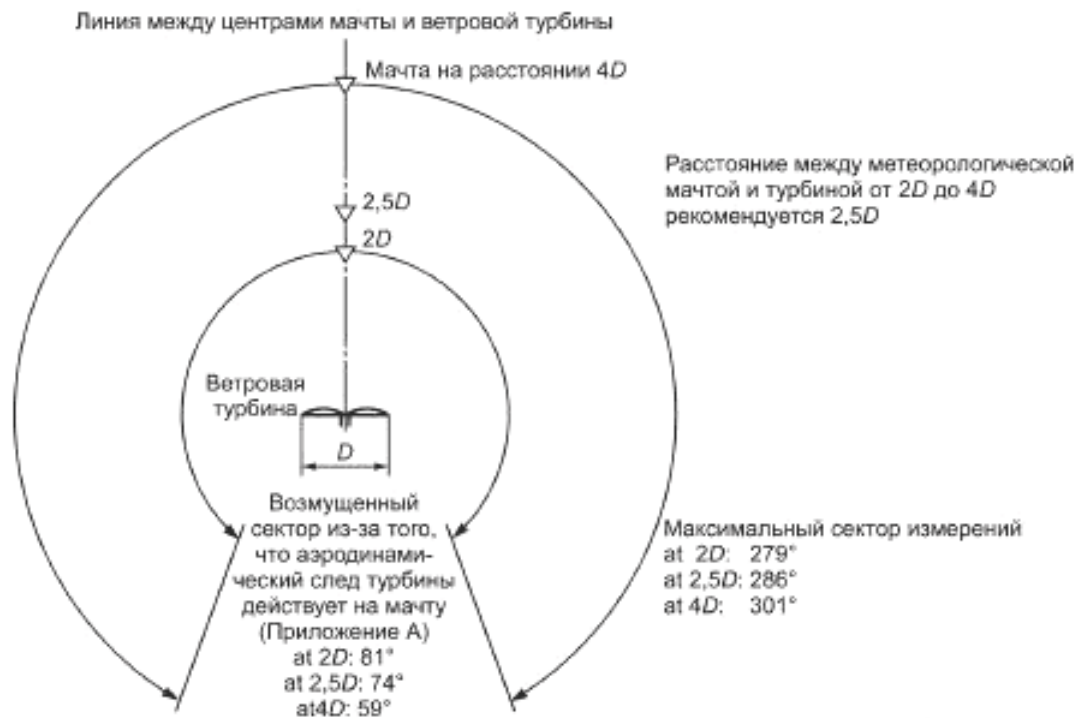 Линия между центрами мачты и ветровой турбины
Мачта на расстоянии 4D
Расстояние между метеорологической
мачтой и турбиной от 2D до 4D
рекомендуется 2,5D
2,5D
2D
Ветровая
турбина
D
Возмущенный
сектор из-за того,
что аэродинами-
ческий след турбины
действует на мачту
(Приложение А)
at 2D: 81°
at 2,5D: 74°
at4D: 59°
Максимальный сектор измерений
at 2D: 279°
at 2,5D: 286°
at 4D: 301°